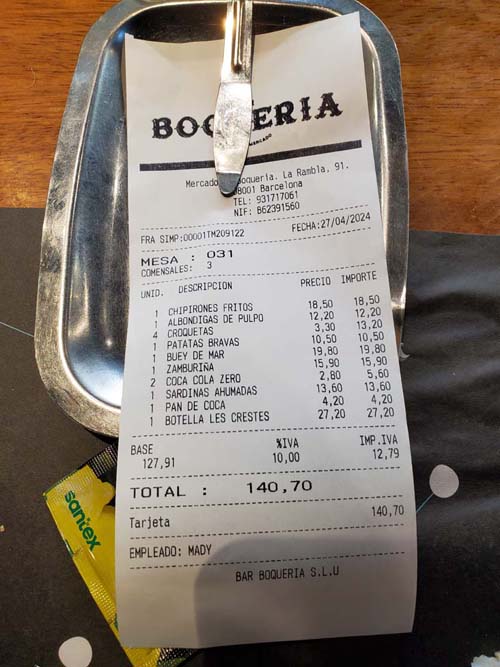 BOQUERIA
MERCADO
Mercado Boqueria. La Rambla, 91.
08001 Barcelona
TEL: 931717061
NIF: B62391560
FRA SIMP:00001TM209122 FECHA:27/04/2024
MESA : 031
COMENSALES: 3
UNID. DESCRIPCION PRECIO IMPORTE
1 CHIPIRONES FRITOS 18,50 18,50
1 ALBONDIGAS DE PULPO 12,20 12,20
4 CROQUETAS 3,30 13,20
1 PATATAS BRAVAS 10,50 10,50
1 BUEY DE MAR 19,80 19,80
1 ZAMBURIÑA 15,90 15,90
2 COCA COLA ZERO 2,80 5,60
1 SARDINAS AHUMADAS 13,60 13,60
1 PAN DE COCA 4,20 4,20
1 BOTELLA LES CRESTES 27,20 27,20
BASE %IVA IMP.IVA
127,91 10,00 12,79
TOTAL : 140,70
Tarjeta 140,70
EMPLEADO: MADY
BAR BOQUERIA S.L.U
santex